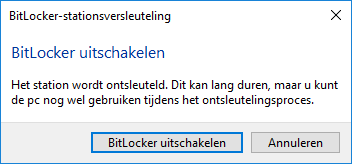 BitLocker-stationsversleuteling
BitLocker uitschakelen
Het station wordt ontsleuteld. Dit kan lang duren, maar u kunt
de pc nog wel gebruiken tijdens het ontsleutelingsproces.
BitLocker uitschakelen Annuleren